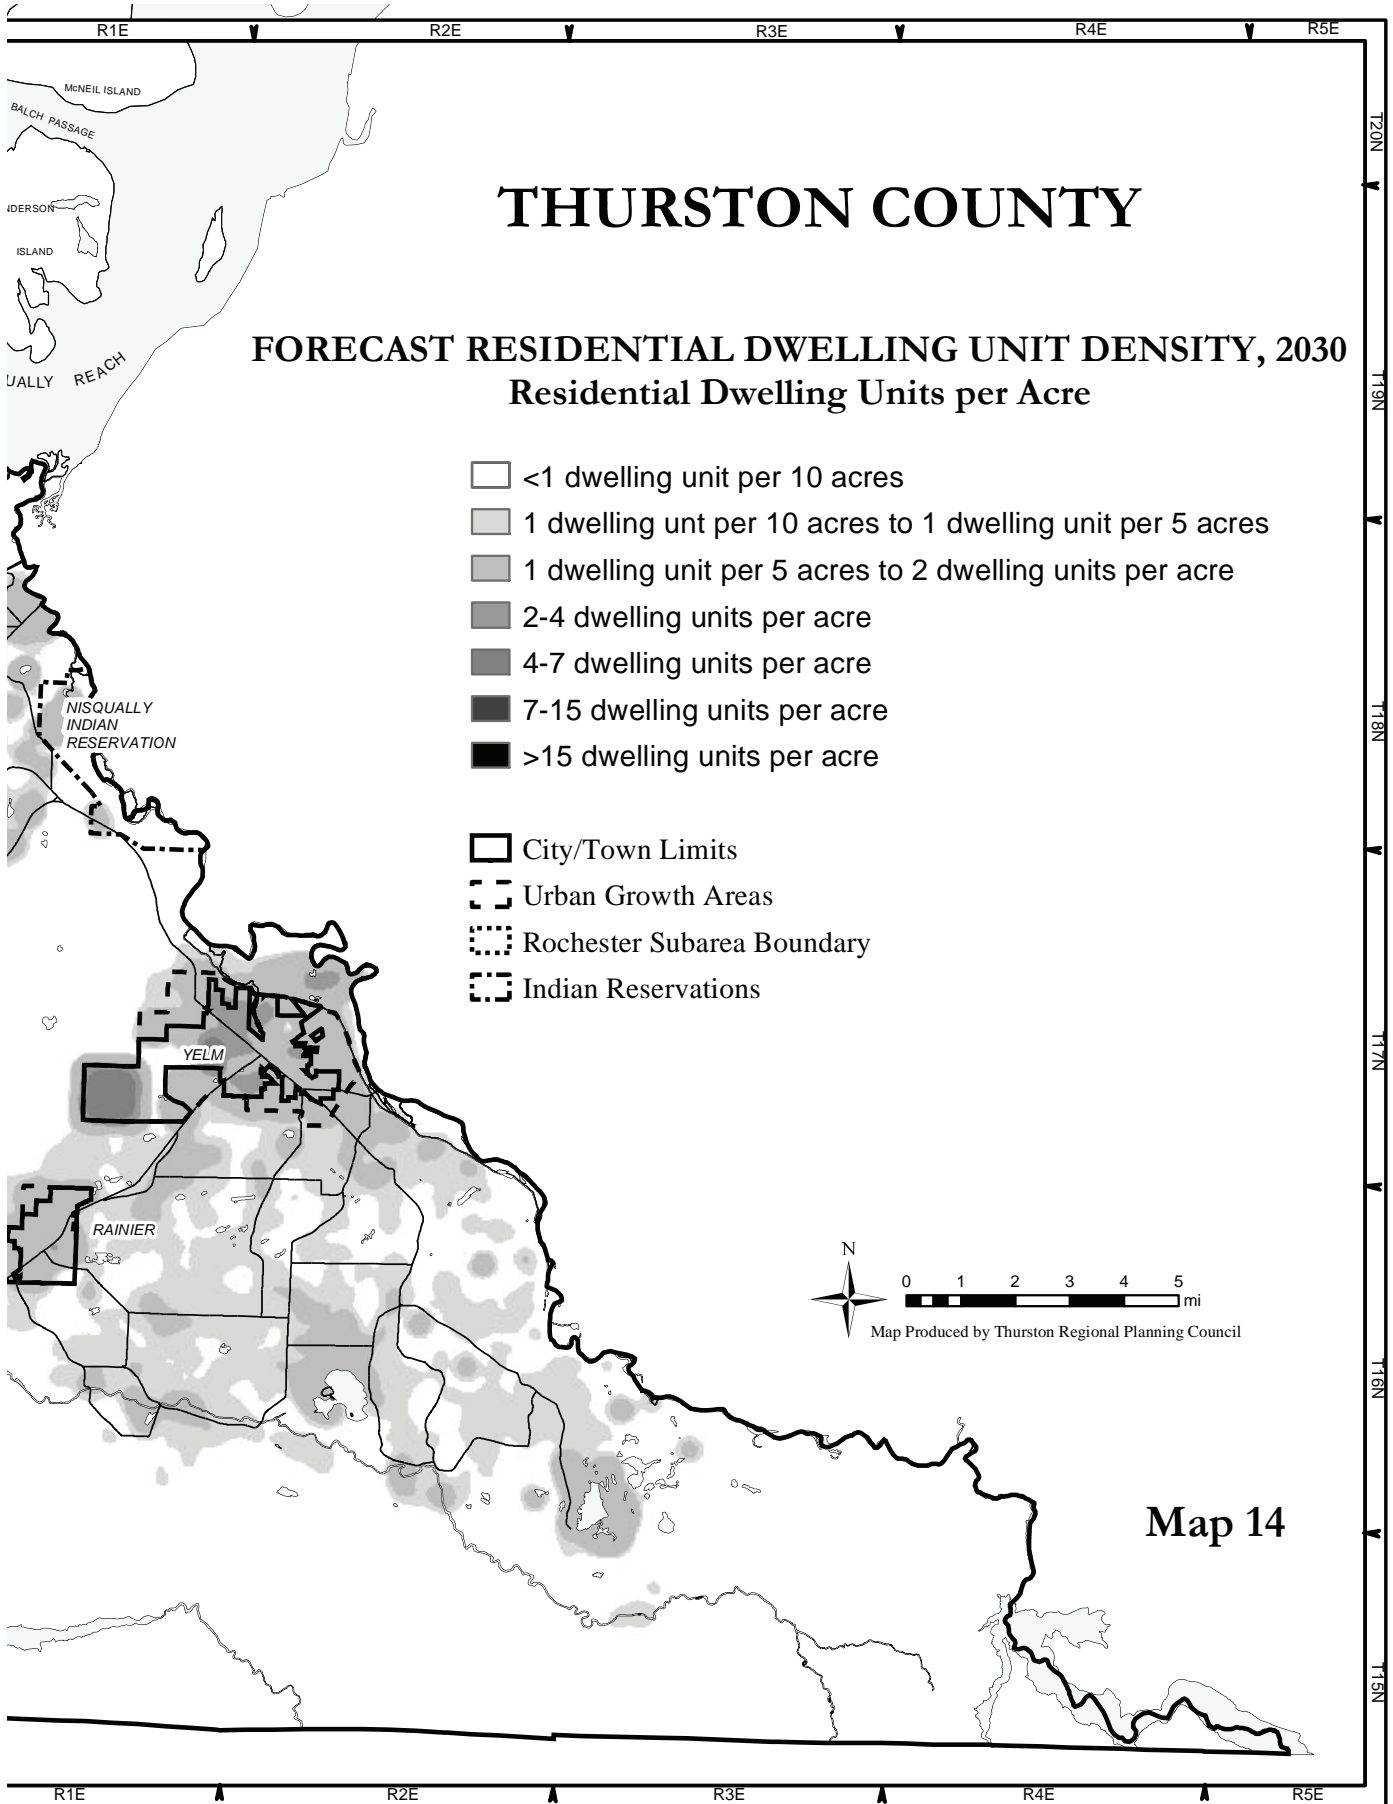 R1E
R2E
R3E
R4E
R5E
McNEIL ISLAND
BALCH PASSAGE
NDERSON
ISLAND
UALLY REACH
T20N
THURSTON COUNTY
FORECAST RESIDENTIAL DWELLING UNIT DENSITY, 2030
Residential Dwelling Units per Acre
T19N
<1 dwelling unit per 10 acres
1 dwelling unt per 10 acres to 1 dwelling unit per 5 acres
1 dwelling unit per 5 acres to 2 dwelling units per acre
2-4 dwelling units per acre
4-7 dwelling units per acre
7-15 dwelling units per acre
>15 dwelling units per acre
NISQUALLY
INDIAN
RESERVATION
T18N
City/Town Limits
Urban Growth Areas
Rochester Subarea Boundary
Indian Reservations
YELM
T17N
RAINIER
N
0 1 2 3 4 5
mi
Map Produced by Thurston Regional Planning Council
T16N
Map 14
T15N
R1E
R2E
R3E
R4E
R5E